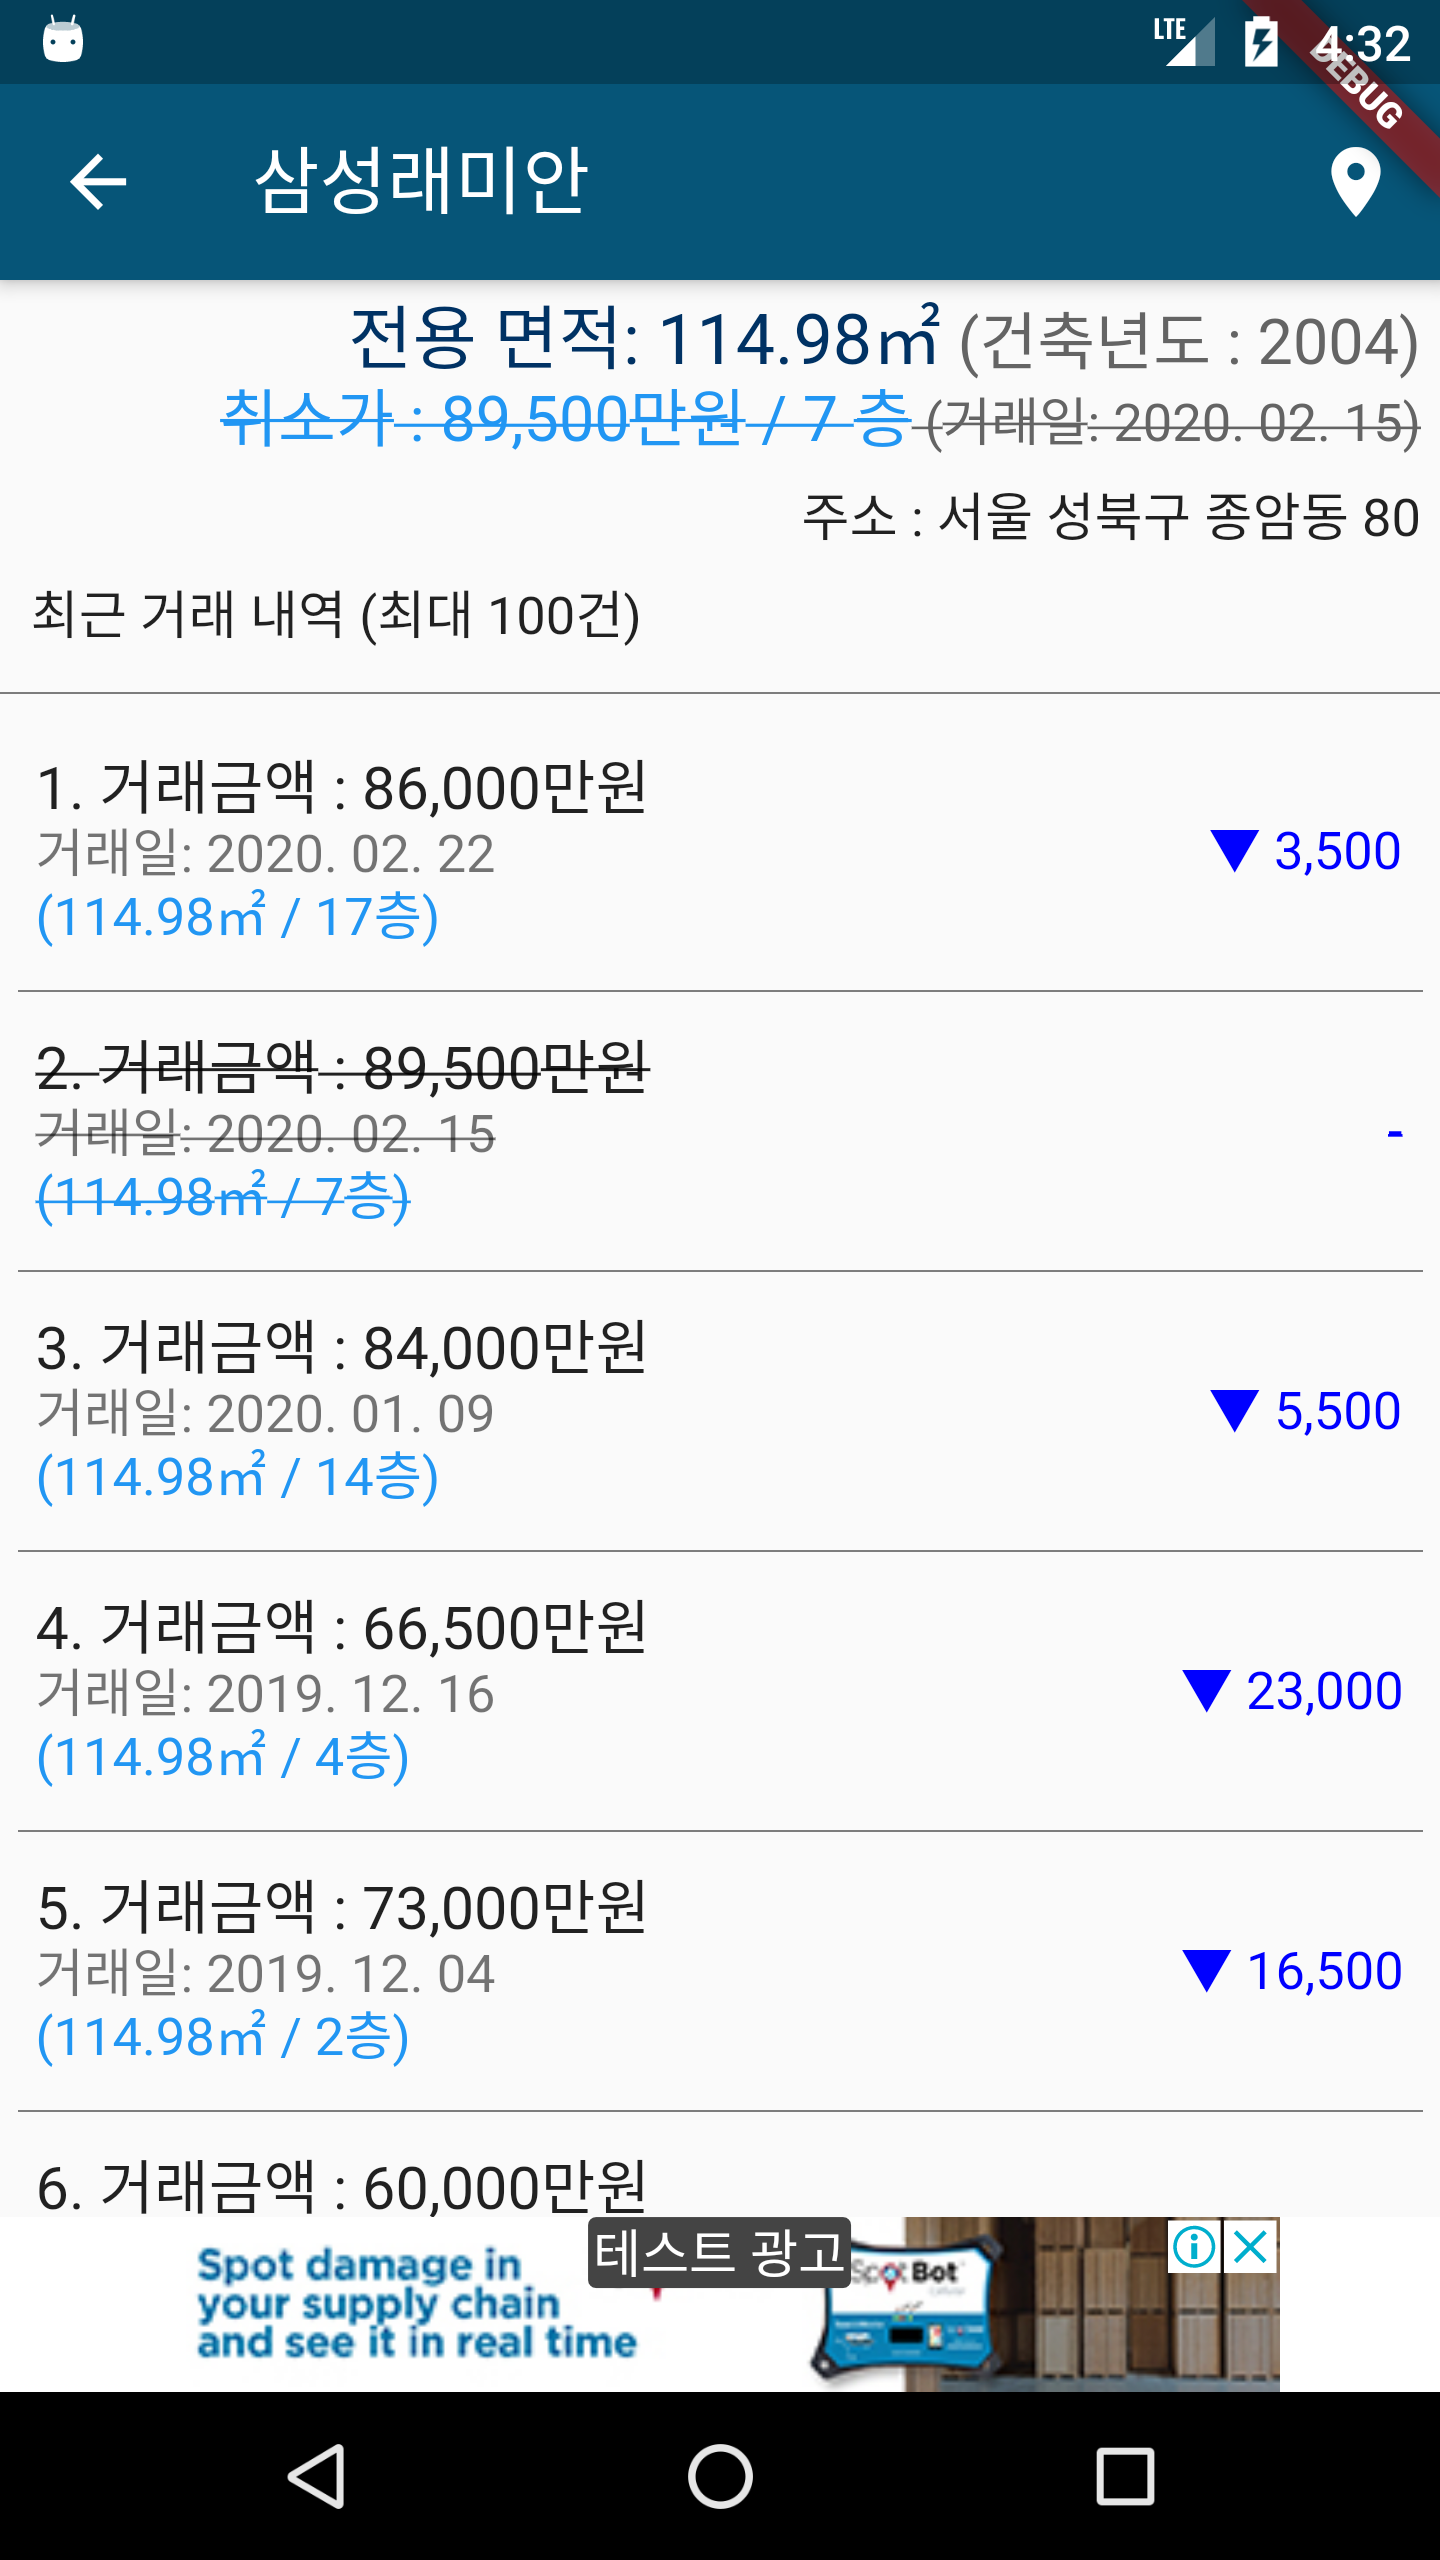 LTE
4:32
DEBUG
삼성래미안
전용 면적: 114.98㎡ (건축년도 : 2004)
취소가 : 89,500만원 / 7 층 (거래일: 2020. 02. 15)
주소 : 서울 성북구 종암동 80
최근 거래 내역 (최대 100건)
1. 거래금액 : 86,000만원
거래일: 2020. 02. 22
(114.98㎡ / 17층)
▼ 3,500
2. 거래금액 : 89,500만원
거래일: 2020. 02. 15
(114.98㎡ / 7층)
-
3. 거래금액 : 84,000만원
거래일: 2020. 01. 09
(114.98㎡ / 14층)
▼ 5,500
4. 거래금액 : 66,500만원
거래일: 2019. 12. 16
(114.98㎡ / 4층)
▼ 23,000
5. 거래금액 : 73,000만원
거래일: 2019. 12. 04
(114.98㎡ / 2층)
▼ 16,500
6. 거래금액 : 60,000만원
테스트 광고
Spot damage in
your supply chain
and see it in real time
SpotBot